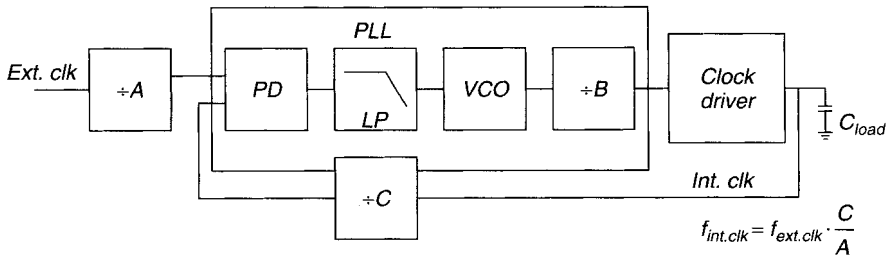 PLL
Ext. clk
÷A
PD
LP
VCO
÷B
Clock
driver
C_load
÷C
Int. clk
f_int.clk = f_ext.clk · C/A